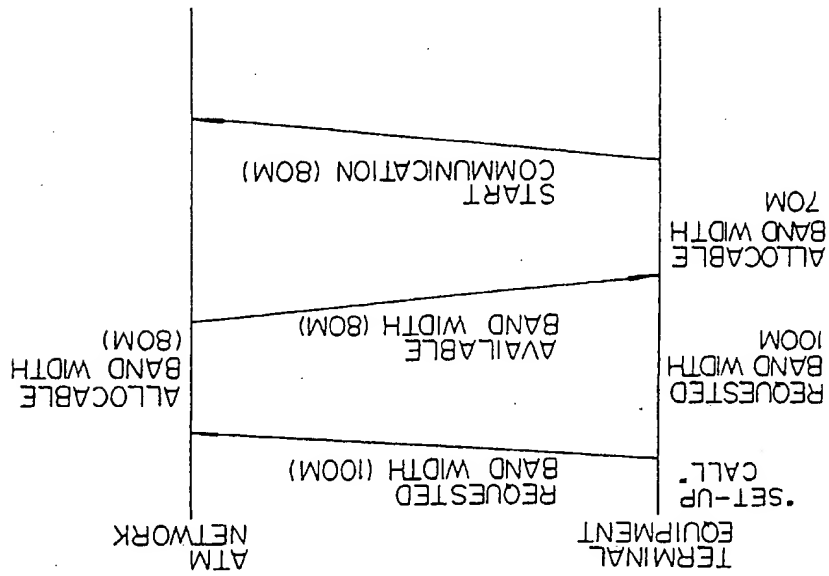 TERMINAL
EQUIPMENT
ATM
NETWORK
"SET-UP
CALL"
REQUESTED
BAND WIDTH (100M)
REQUESTED
BAND WIDTH
100M
AVAILABLE
BAND WIDTH (80M)
ALLOCABLE
BAND WIDTH
(80M)
ALLOCABLE
BAND WIDTH
70M
START
COMMUNICATION (80M)